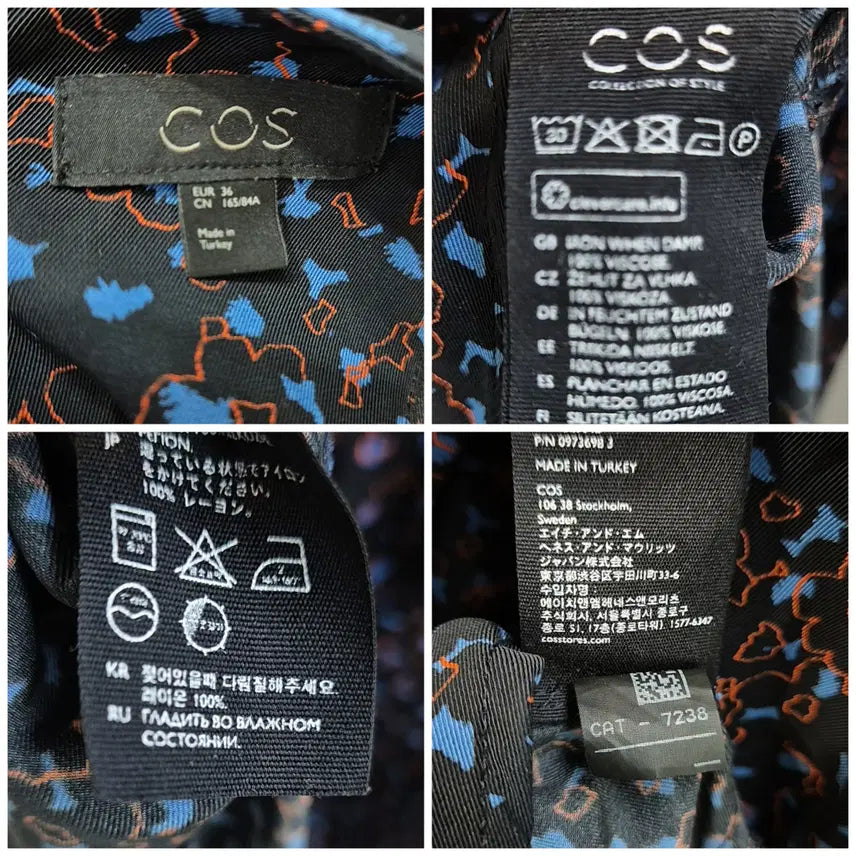 COS
EUR 36
CN 165/84A
Made in
Turkey
COS
COLLECTION OF STYLE
30
P
clevercare.info
GB IRON WHEN DAMP.
100% VISCOSE.
CZ ŽEHLIT ZA VLHKA
100% VISKÓZA.
DE IN FEUCHTEM ZUSTAND
BÜGELN. 100% VISKOSE.
EE TRIIKIDA NIISKELT.
100% VISKOOS.
ES PLANCHAR EN ESTADO
HÚMEDO. 100% VISCOSA.
FI SILITETÄÄN KOSTEANA.
JP
湿っている状態でアイロン
をかけてください。
100% レーヨン。
KR 젖어있을때 다림질해주세요.
레이온 100%.
RU ГЛАДИТЬ ВО ВЛАЖНОМ
СОСТОЯНИИ.
P/N 0973698 3
MADE IN TURKEY
COS
106 38 Stockholm,
Sweden
エイチ・アンド・エム
ヘネス・アンド・マウリッツ
ジャパン株式会社
東京都渋谷区宇田川町33-6
수입자명 :
에이치앤엠헤네스앤모리츠
주식회사, 서울특별시 종로구
종로 51, 17층(종로타워) 1577-6347
cosstores.com
CAT - 7238